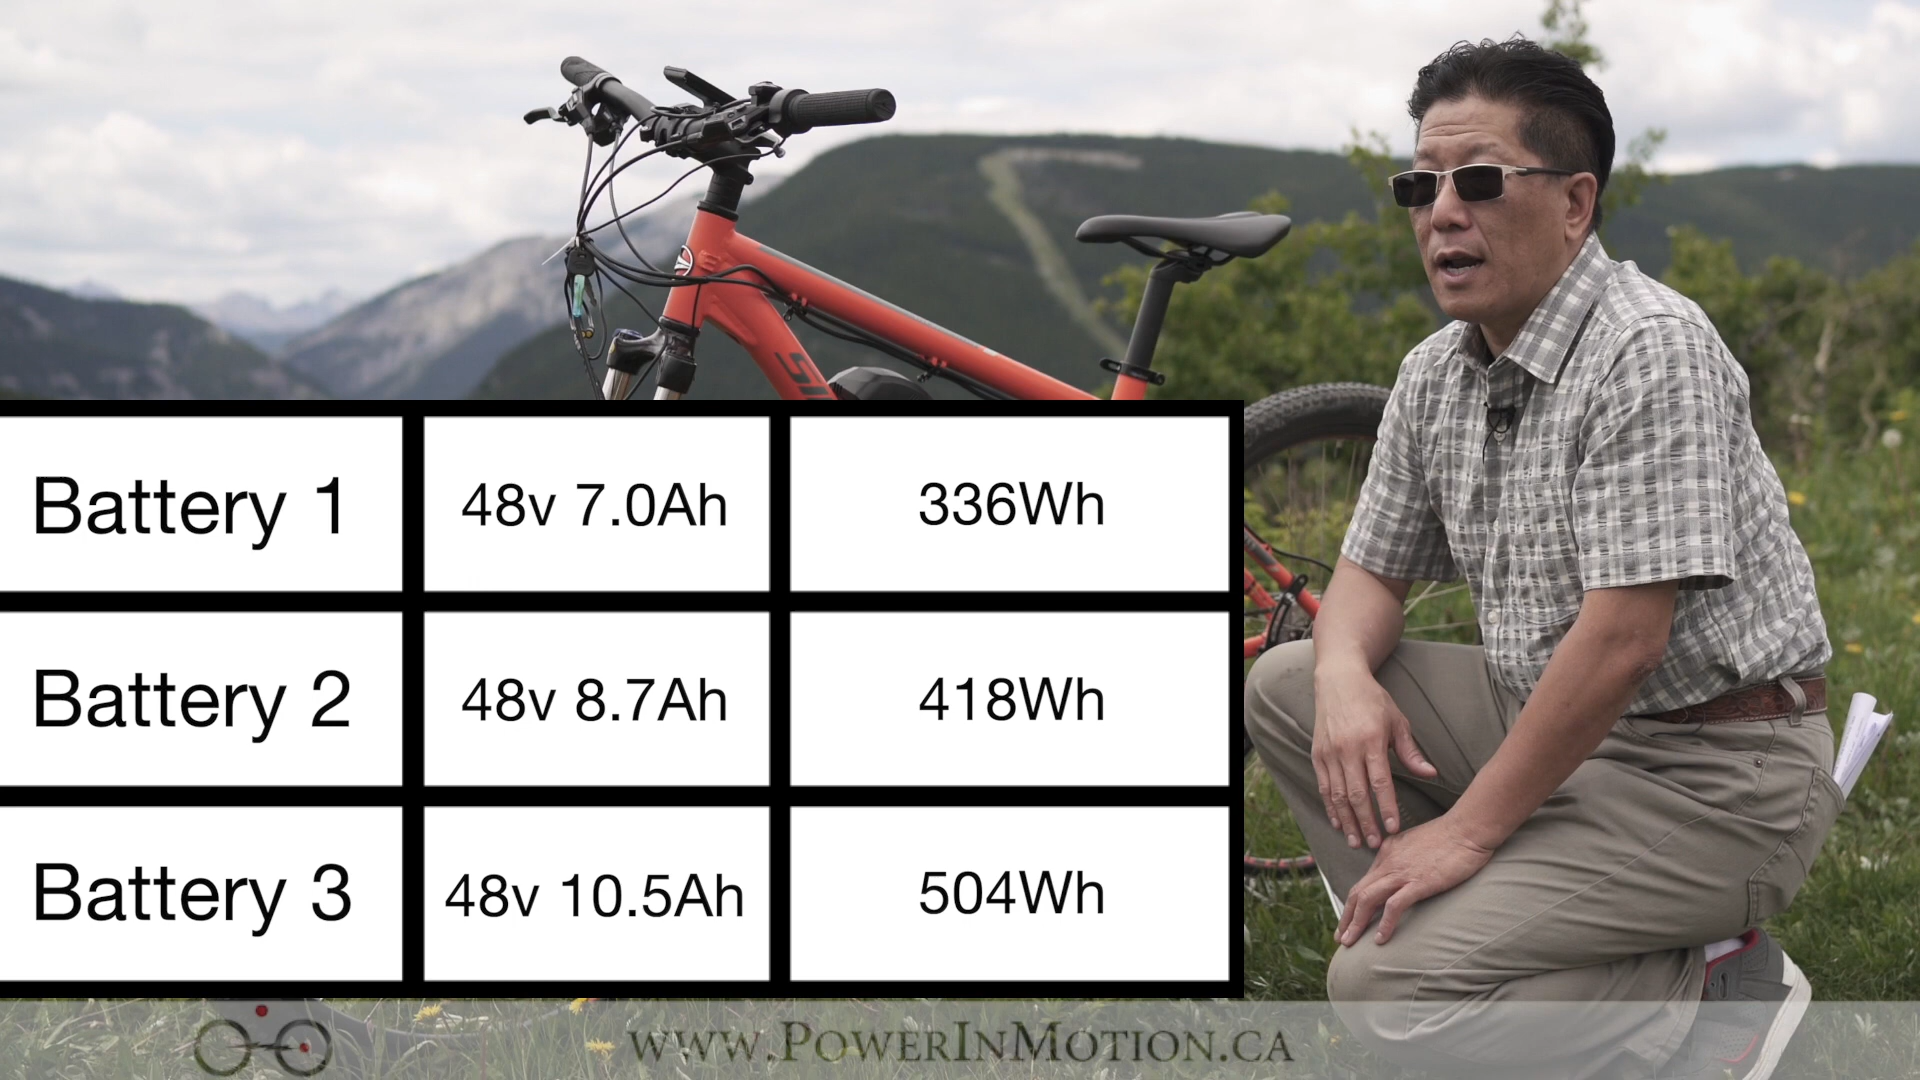 Battery 1 48v 7.0Ah 336Wh
Battery 2 48v 8.7Ah 418Wh
Battery 3 48v 10.5Ah 504Wh
www.PowerInMotion.ca